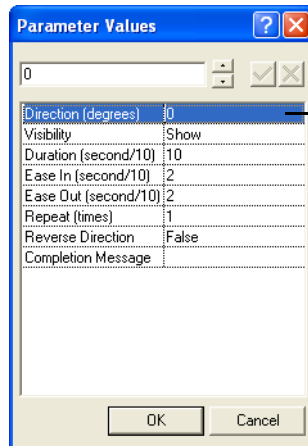 Parameter Values
0
Direction (degrees) 0
Visibility Show
Duration (second/10) 10
Ease In (second/10) 2
Ease Out (second/10) 2
Repeat (times) 1
Reverse Direction False
Completion Message
OK Cancel